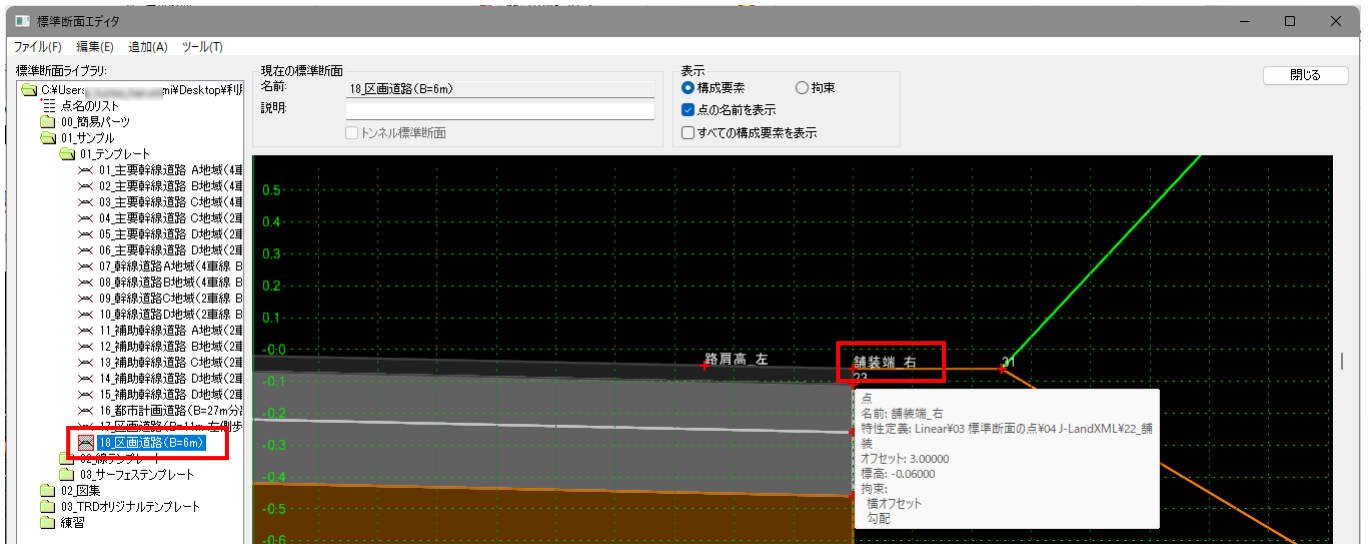 標準断面エディタ
ファイル(F) 編集(E) 追加(A) ツール(T)
標準断面ライブラリ:
C:¥Users mi¥Desktop¥利
点名のリスト
00_簡易パーツ
01_サンプル
01_テンプレート
01_主要幹線道路 A地域(4車
02_主要幹線道路 B地域(4車
03_主要幹線道路 C地域(4車
04_主要幹線道路 C地域(2車
05_主要幹線道路 D地域(2車
06_主要幹線道路 D地域(2車
07_幹線道路A地域(4車線 B
08_幹線道路B地域(4車線 B
09_幹線道路C地域(2車線 B
10_幹線道路D地域(2車線 B
11_補助幹線道路 A地域(2車
12_補助幹線道路 B地域(2車
13_補助幹線道路 C地域(2車
14_補助幹線道路 D地域(2車
15_補助幹線道路 D地域(2車
16_都市計画道路(B=27m分
17_区画道路(B=11m 左側歩
18_区画道路(B=6m)
02_線テンプレート
03_サーフェステンプレート
02_図集
03_TRDオリジナルテンプレート
練習
現在の標準断面
名前: 18_区画道路(B=6m)
説明:
トンネル標準断面
表示
構成要素 拘束
点の名前を表示
すべての構成要素を表示
閉じる
0.5
0.4
0.3
0.2
0.1
-0.0
-0.1
-0.2
-0.3
-0.4
-0.5
-0.6
路肩高_左
舗装端_右
23
31
点
名前: 舗装端_右
特性定義: Linear¥03 標準断面の点¥04 J-LandXML¥22_舗
装
オフセット: 3.00000
標高: -0.06000
拘束:
横オフセット
勾配